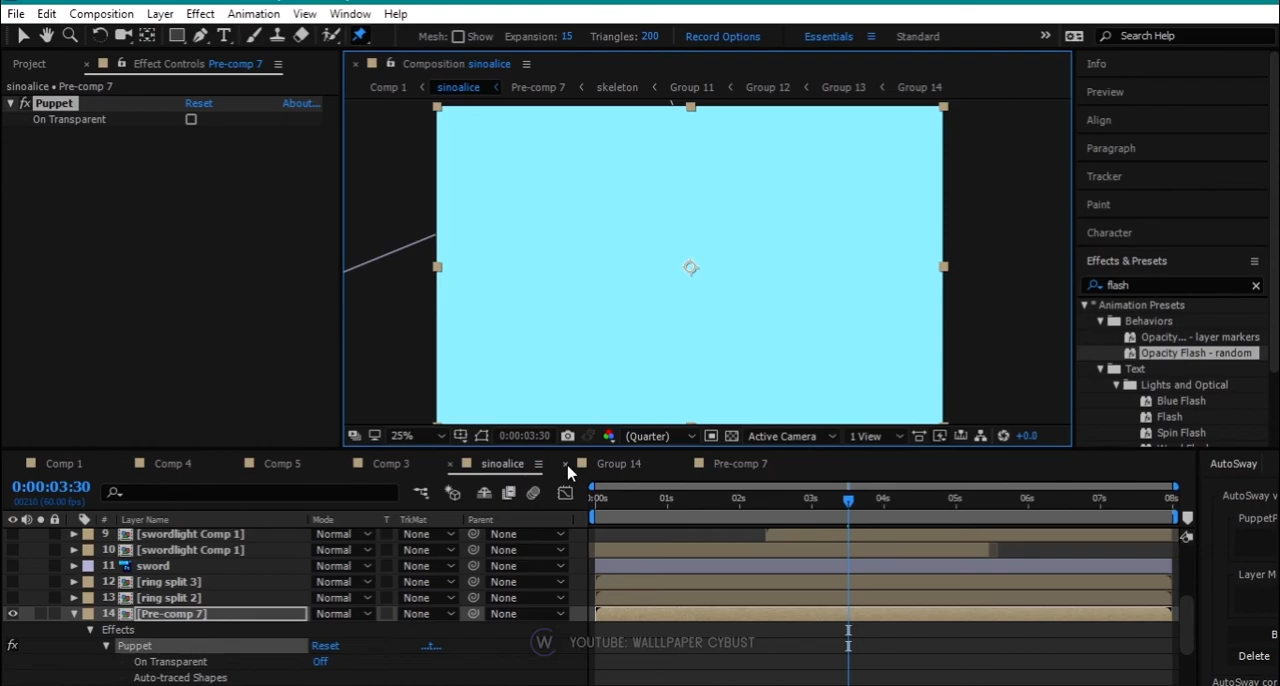 File Edit Composition Layer Effect Animation View Window Help
Mesh: Show Expansion: 15 Triangles: 200 Record Options Essentials Standard Search Help
Project Effect Controls Pre-comp 7
sinoalice • Pre-comp 7
fx Puppet Reset About...
On Transparent
Composition sinoalice
Comp 1 sinoalice Pre-comp 7 skeleton Group 11 Group 12 Group 13 Group 14
25% 0:00:03:30 (Quarter) Active Camera 1 View +0.0
Info
Preview
Align
Paragraph
Tracker
Paint
Character
Effects & Presets
flash
* Animation Presets
Behaviors
Opacity... - layer markers
Opacity Flash - random
Text
Lights and Optical
Blue Flash
Flash
Spin Flash
Comp 1 Comp 4 Comp 5 Comp 3 sinoalice Group 14 Pre-comp 7
0:00:03:30
00210 (60.00 fps)
:00s 01s 02s 03s 04s 05s 06s 07s 08s
# Layer Name Mode T TrkMat Parent
9 [swordlight Comp 1] Normal None None
10 [swordlight Comp 1] Normal None None
11 sword Normal None None
12 [ring split 3] Normal None None
13 [ring split 2] Normal None None
14 [Pre-comp 7] Normal None None
Effects
fx Puppet Reset
On Transparent Off
Auto-traced Shapes
W YOUTUBE: WALLLPAPER CYBUST
AutoSway
AutoSway v
PuppetP
Layer M
B
Delete
AutoSway cor